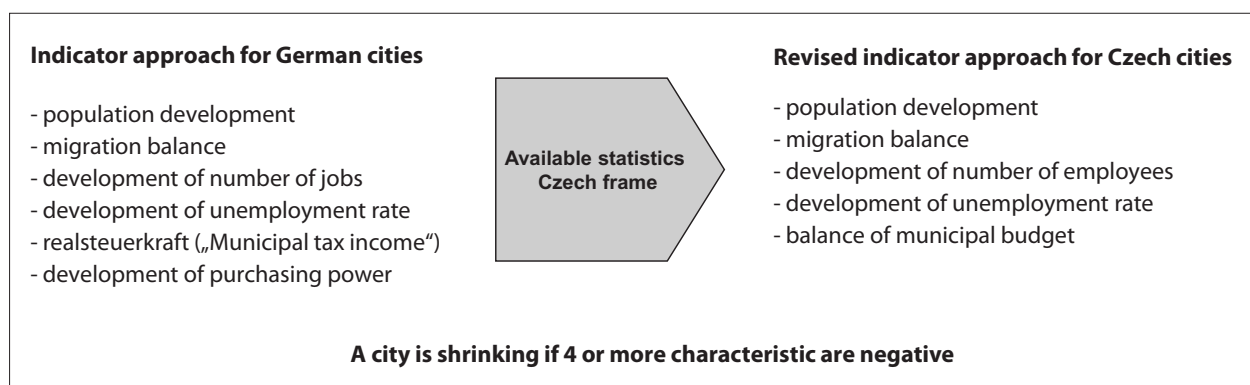 Indicator approach for German cities
- population development
- migration balance
- development of number of jobs
- development of unemployment rate
- realsteuerkraft („Municipal tax income“)
- development of purchasing power
Available statistics
Czech frame
Revised indicator approach for Czech cities
- population development
- migration balance
- development of number of employees
- development of unemployment rate
- balance of municipal budget
A city is shrinking if 4 or more characteristic are negative